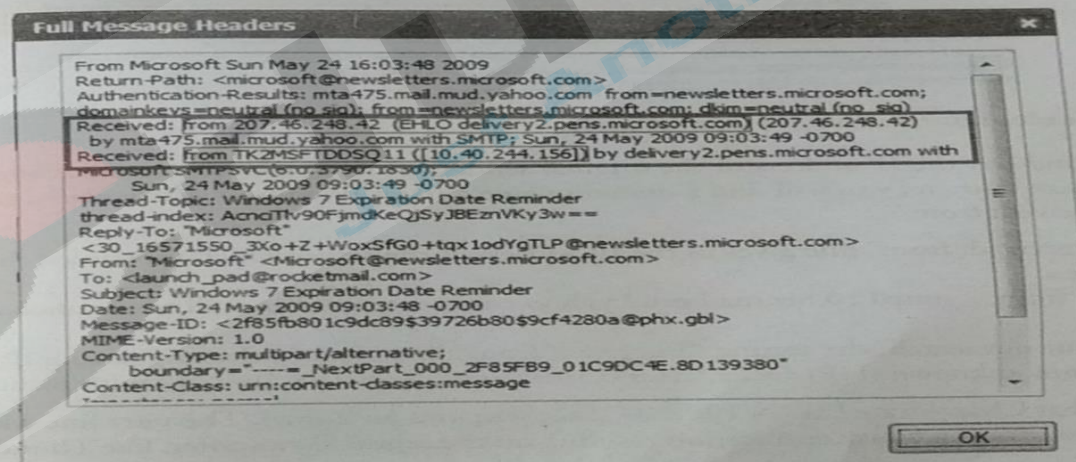 Full Message Headers
From Microsoft Sun May 24 16:03:48 2009
Return-Path: <microsoft@newsletters.microsoft.com>
Authentication-Results: mta475.mail.mud.yahoo.com from=newsletters.microsoft.com;
domainkeys=neutral (no sig); from=newsletters.microsoft.com; dkim=neutral (no sig)
Received: from 207.46.248.42 (EHLO delivery2.pens.microsoft.com) (207.46.248.42)
by mta475.mail.mud.yahoo.com with SMTP; Sun, 24 May 2009 09:03:49 -0700
Received: from TK2MSFTDDSQ11 ([10.40.244.156]) by delivery2.pens.microsoft.com with
Microsoft SMTPSVC(6.0.3790.1830);
Sun, 24 May 2009 09:03:49 -0700
Thread-Topic: Windows 7 Expiration Date Reminder
thread-index:
Reply-To: "Microsoft"
<30_16571550_3Xo+Z+WoxSfG0+tqx1odYgTLP@newsletters.microsoft.com>
From: "Microsoft" <Microsoft@newsletters.microsoft.com>
To: <launch_pad@rocketmail.com>
Subject: Windows 7 Expiration Date Reminder
Date: Sun, 24 May 2009 09:03:48 -0700
Message-ID: <2f85fb801c9dc89$39726b80$9cf4280a@phx.gbl>
MIME-Version: 1.0
Content-Type: multipart/alternative;
boundary="----=_NextPart_000_2F85FB9_01C9DC4E.8D139380"
Content-Class: urn:content-classes:message
OK